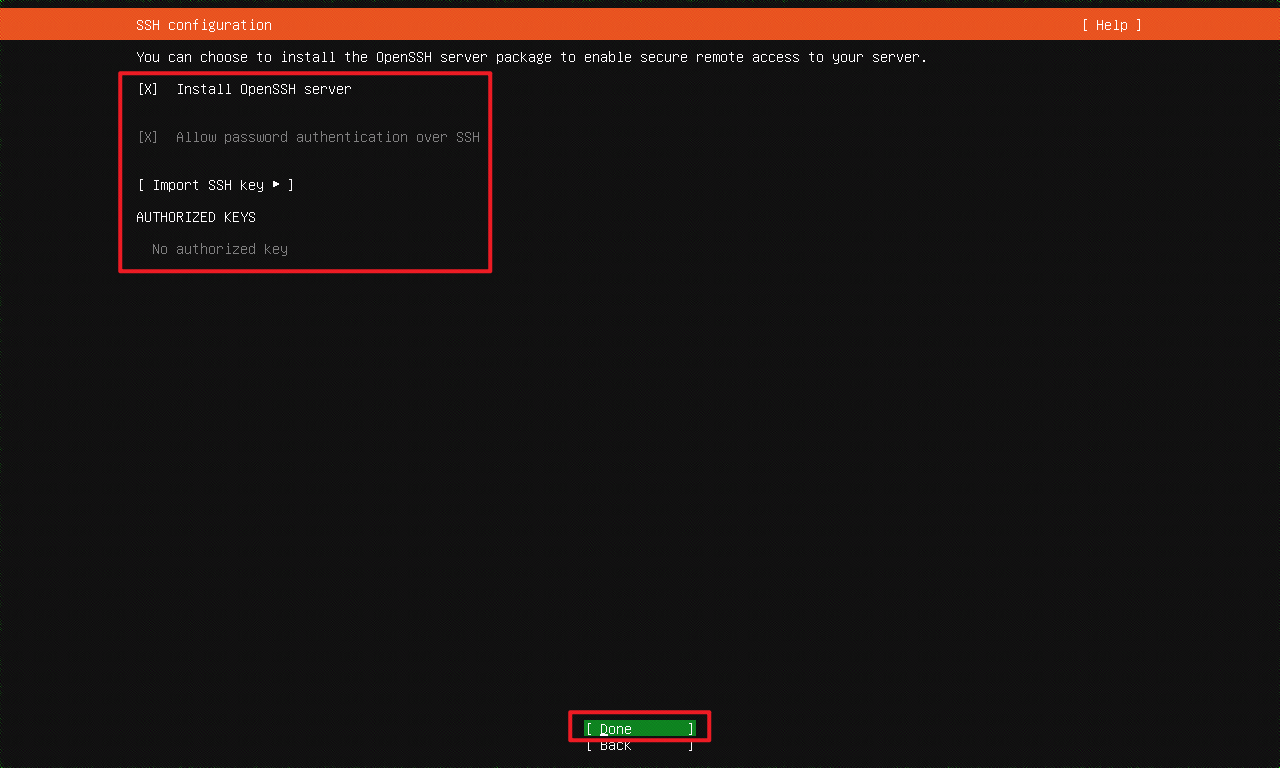 SSH configuration [ Help ]
You can choose to install the OpenSSH server package to enable secure remote access to your server.
[X] Install OpenSSH server
[X] Allow password authentication over SSH
[ Import SSH key ▸ ]
AUTHORIZED KEYS
No authorized key
[ Done ]
[ Back ]